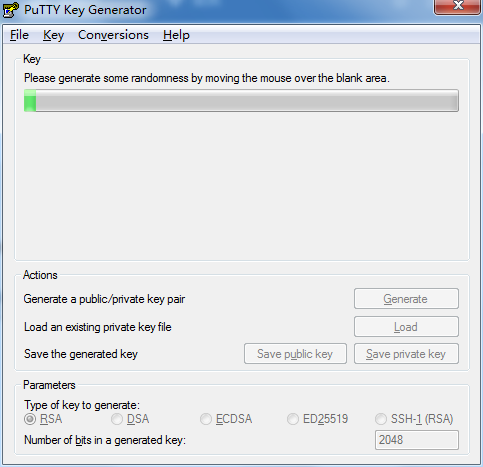 PuTTY Key Generator
File Key Conversions Help
Key
Please generate some randomness by moving the mouse over the blank area.
Actions
Generate a public/private key pair Generate
Load an existing private key file Load
Save the generated key Save public key Save private key
Parameters
Type of key to generate:
RSA DSA ECDSA ED25519 SSH-1 (RSA)
Number of bits in a generated key: 2048